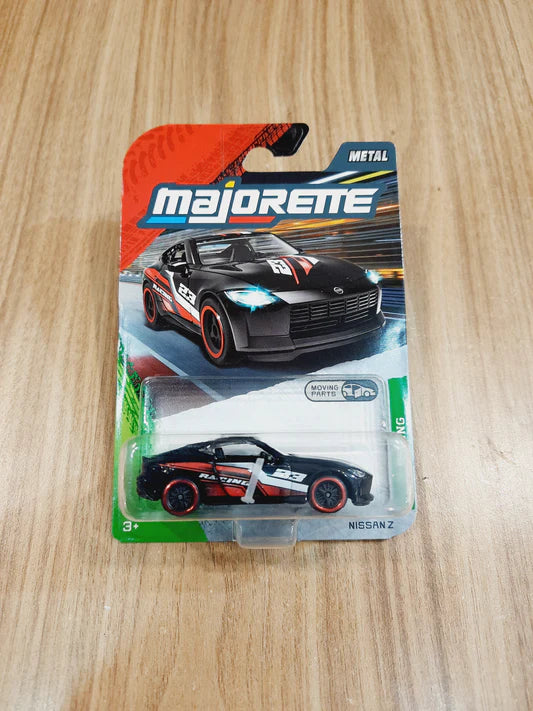 METAL
majorette
23
RACING
MOVING
PARTS
RACING
23
3+
NISSAN Z